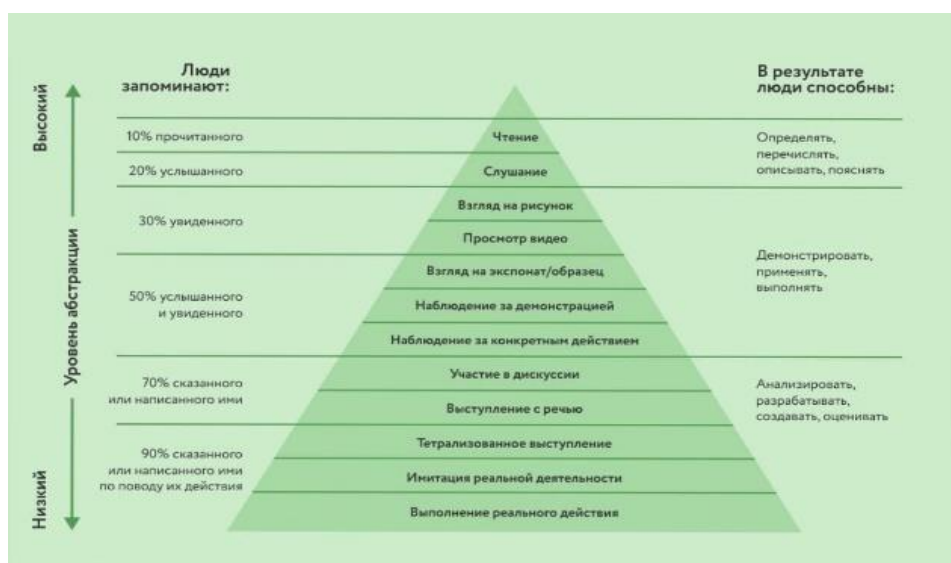 Люди
запоминают:
В результате
люди способны:
Высокий
Уровень абстракции
Низкий
10% прочитанного
20% услышанного
30% увиденного
50% услышанного
и увиденного
70% сказанного
или написанного ими
90% сказанного
или написанного ими
по поводу их действия
Чтение
Слушание
Взгляд на рисунок
Просмотр видео
Взгляд на экспонат/образец
Наблюдение за демонстрацией
Наблюдение за конкретным действием
Участие в дискуссии
Выступление с речью
Тетрализованное выступление
Имитация реальной деятельности
Выполнение реального действия
Определять,
перечислять,
описывать, пояснять
Демонстрировать,
применять,
выполнять
Анализировать,
разрабатывать,
создавать, оценивать